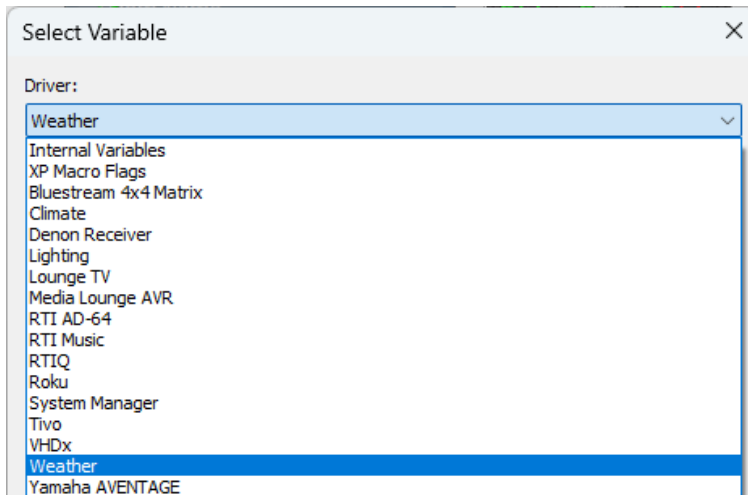 Select Variable
Driver:
Weather
Internal Variables
XP Macro Flags
Bluestream 4x4 Matrix
Climate
Denon Receiver
Lighting
Lounge TV
Media Lounge AVR
RTI AD-64
RTI Music
RTIQ
Roku
System Manager
Tivo
VHDx
Weather
Yamaha AVENTAGE